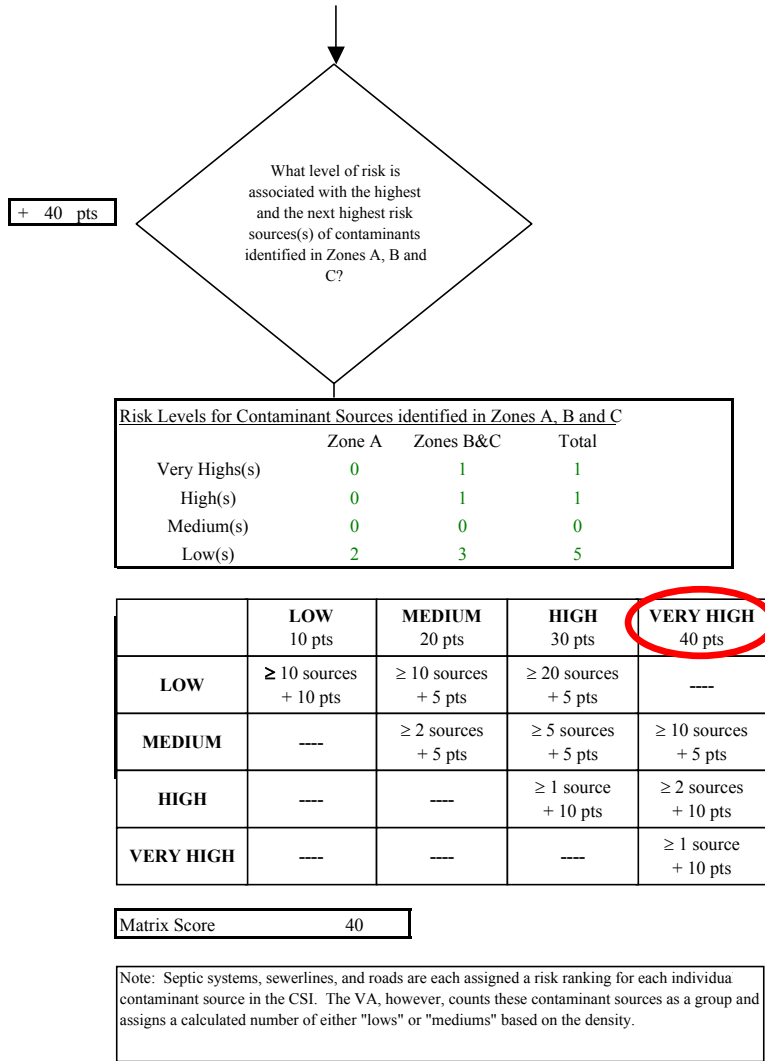 What level of risk is
associated with the highest
and the next highest risk
sources(s) of contaminants
identified in Zones A, B and
C?
+ 40 pts
Risk Levels for Contaminant Sources identified in Zones A, B and C
Zone A Zones B&C Total
Very Highs(s) 0 1 1
High(s) 0 1 1
Medium(s) 0 0 0
Low(s) 2 3 5
LOW MEDIUM HIGH VERY HIGH
10 pts 20 pts 30 pts 40 pts
LOW ≥ 10 sources ≥ 10 sources ≥ 20 sources ----
+ 10 pts + 5 pts + 5 pts
MEDIUM ---- ≥ 2 sources ≥ 5 sources ≥ 10 sources
+ 5 pts + 5 pts + 5 pts
HIGH ---- ---- ≥ 1 source ≥ 2 sources
+ 10 pts + 10 pts
VERY HIGH ---- ---- ---- ≥ 1 source
+ 10 pts
Matrix Score 40
Note: Septic systems, sewerlines, and roads are each assigned a risk ranking for each individua
contaminant source in the CSI. The VA, however, counts these contaminant sources as a group and
assigns a calculated number of either "lows" or "mediums" based on the density.